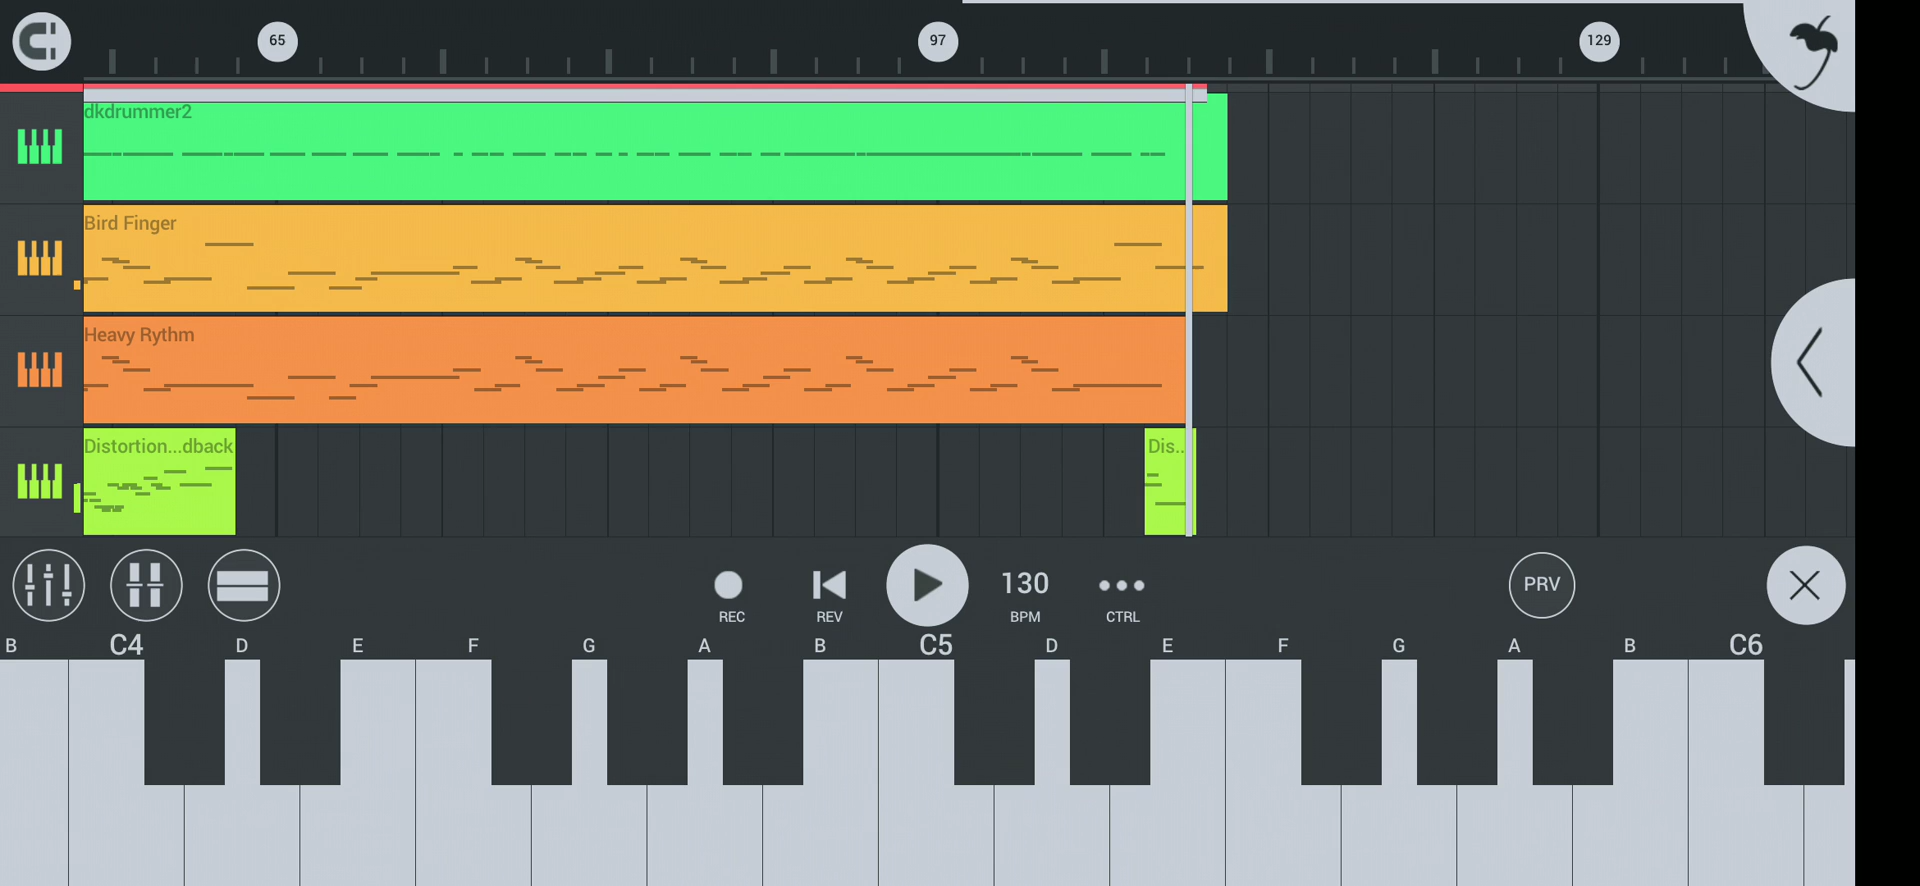 65 97 129
dkdrummer2
Bird Finger
Heavy Rythm
Distortion...dback Dis..
130 PRV
REC REV BPM CTRL
B C4 D E F G A B C5 D E F G A B C6